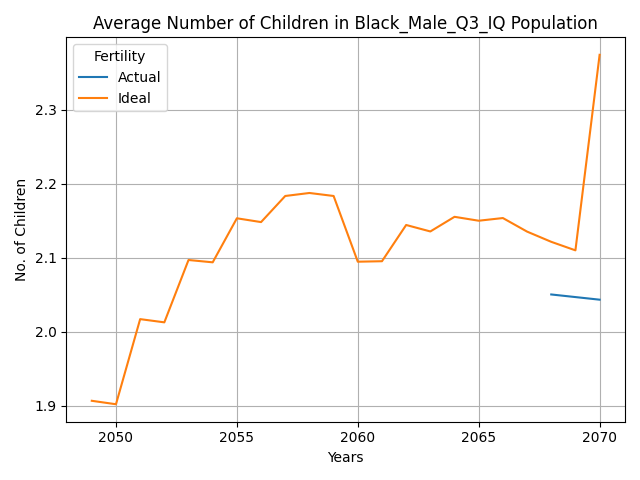 Average Number of Children in Black_Male_Q3_IQ Population
Fertility
Actual
Ideal
No. of Children
2.3
2.2
2.1
2.0
1.9
2050 2055 2060 2065 2070
Years